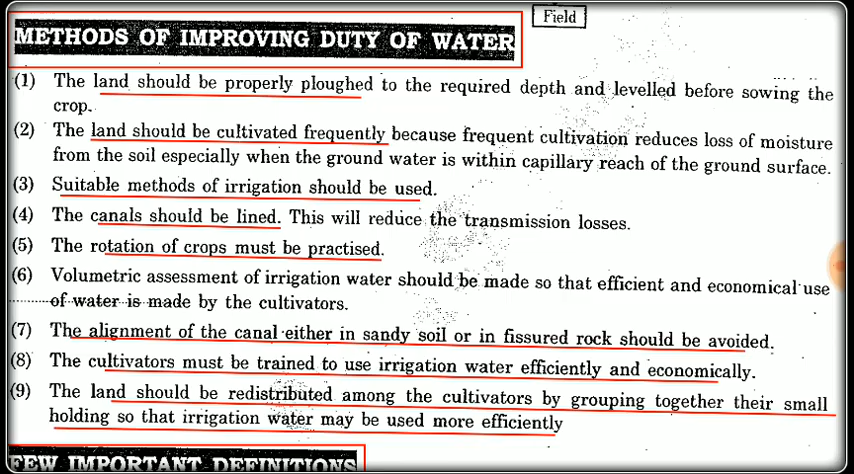 Field
METHODS OF IMPROVING DUTY OF WATER
(1) The land should be properly ploughed to the required depth and levelled before sowing the
crop.
(2) The land should be cultivated frequently because frequent cultivation reduces loss of moisture
from the soil especially when the ground water is within capillary reach of the ground surface.
(3) Suitable methods of irrigation should be used.
(4) The canals should be lined. This will reduce the transmission losses.
(5) The rotation of crops must be practised.
(6) Volumetric assessment of irrigation water should be made so that efficient and economical use
of water is made by the cultivators.
(7) The alignment of the canal either in sandy soil or in fissured rock should be avoided.
(8) The cultivators must be trained to use irrigation water efficiently and economically.
(9) The land should be redistributed among the cultivators by grouping together their small
holding so that irrigation water may be used more efficiently
FEW IMPORTANT DEFINITIONS